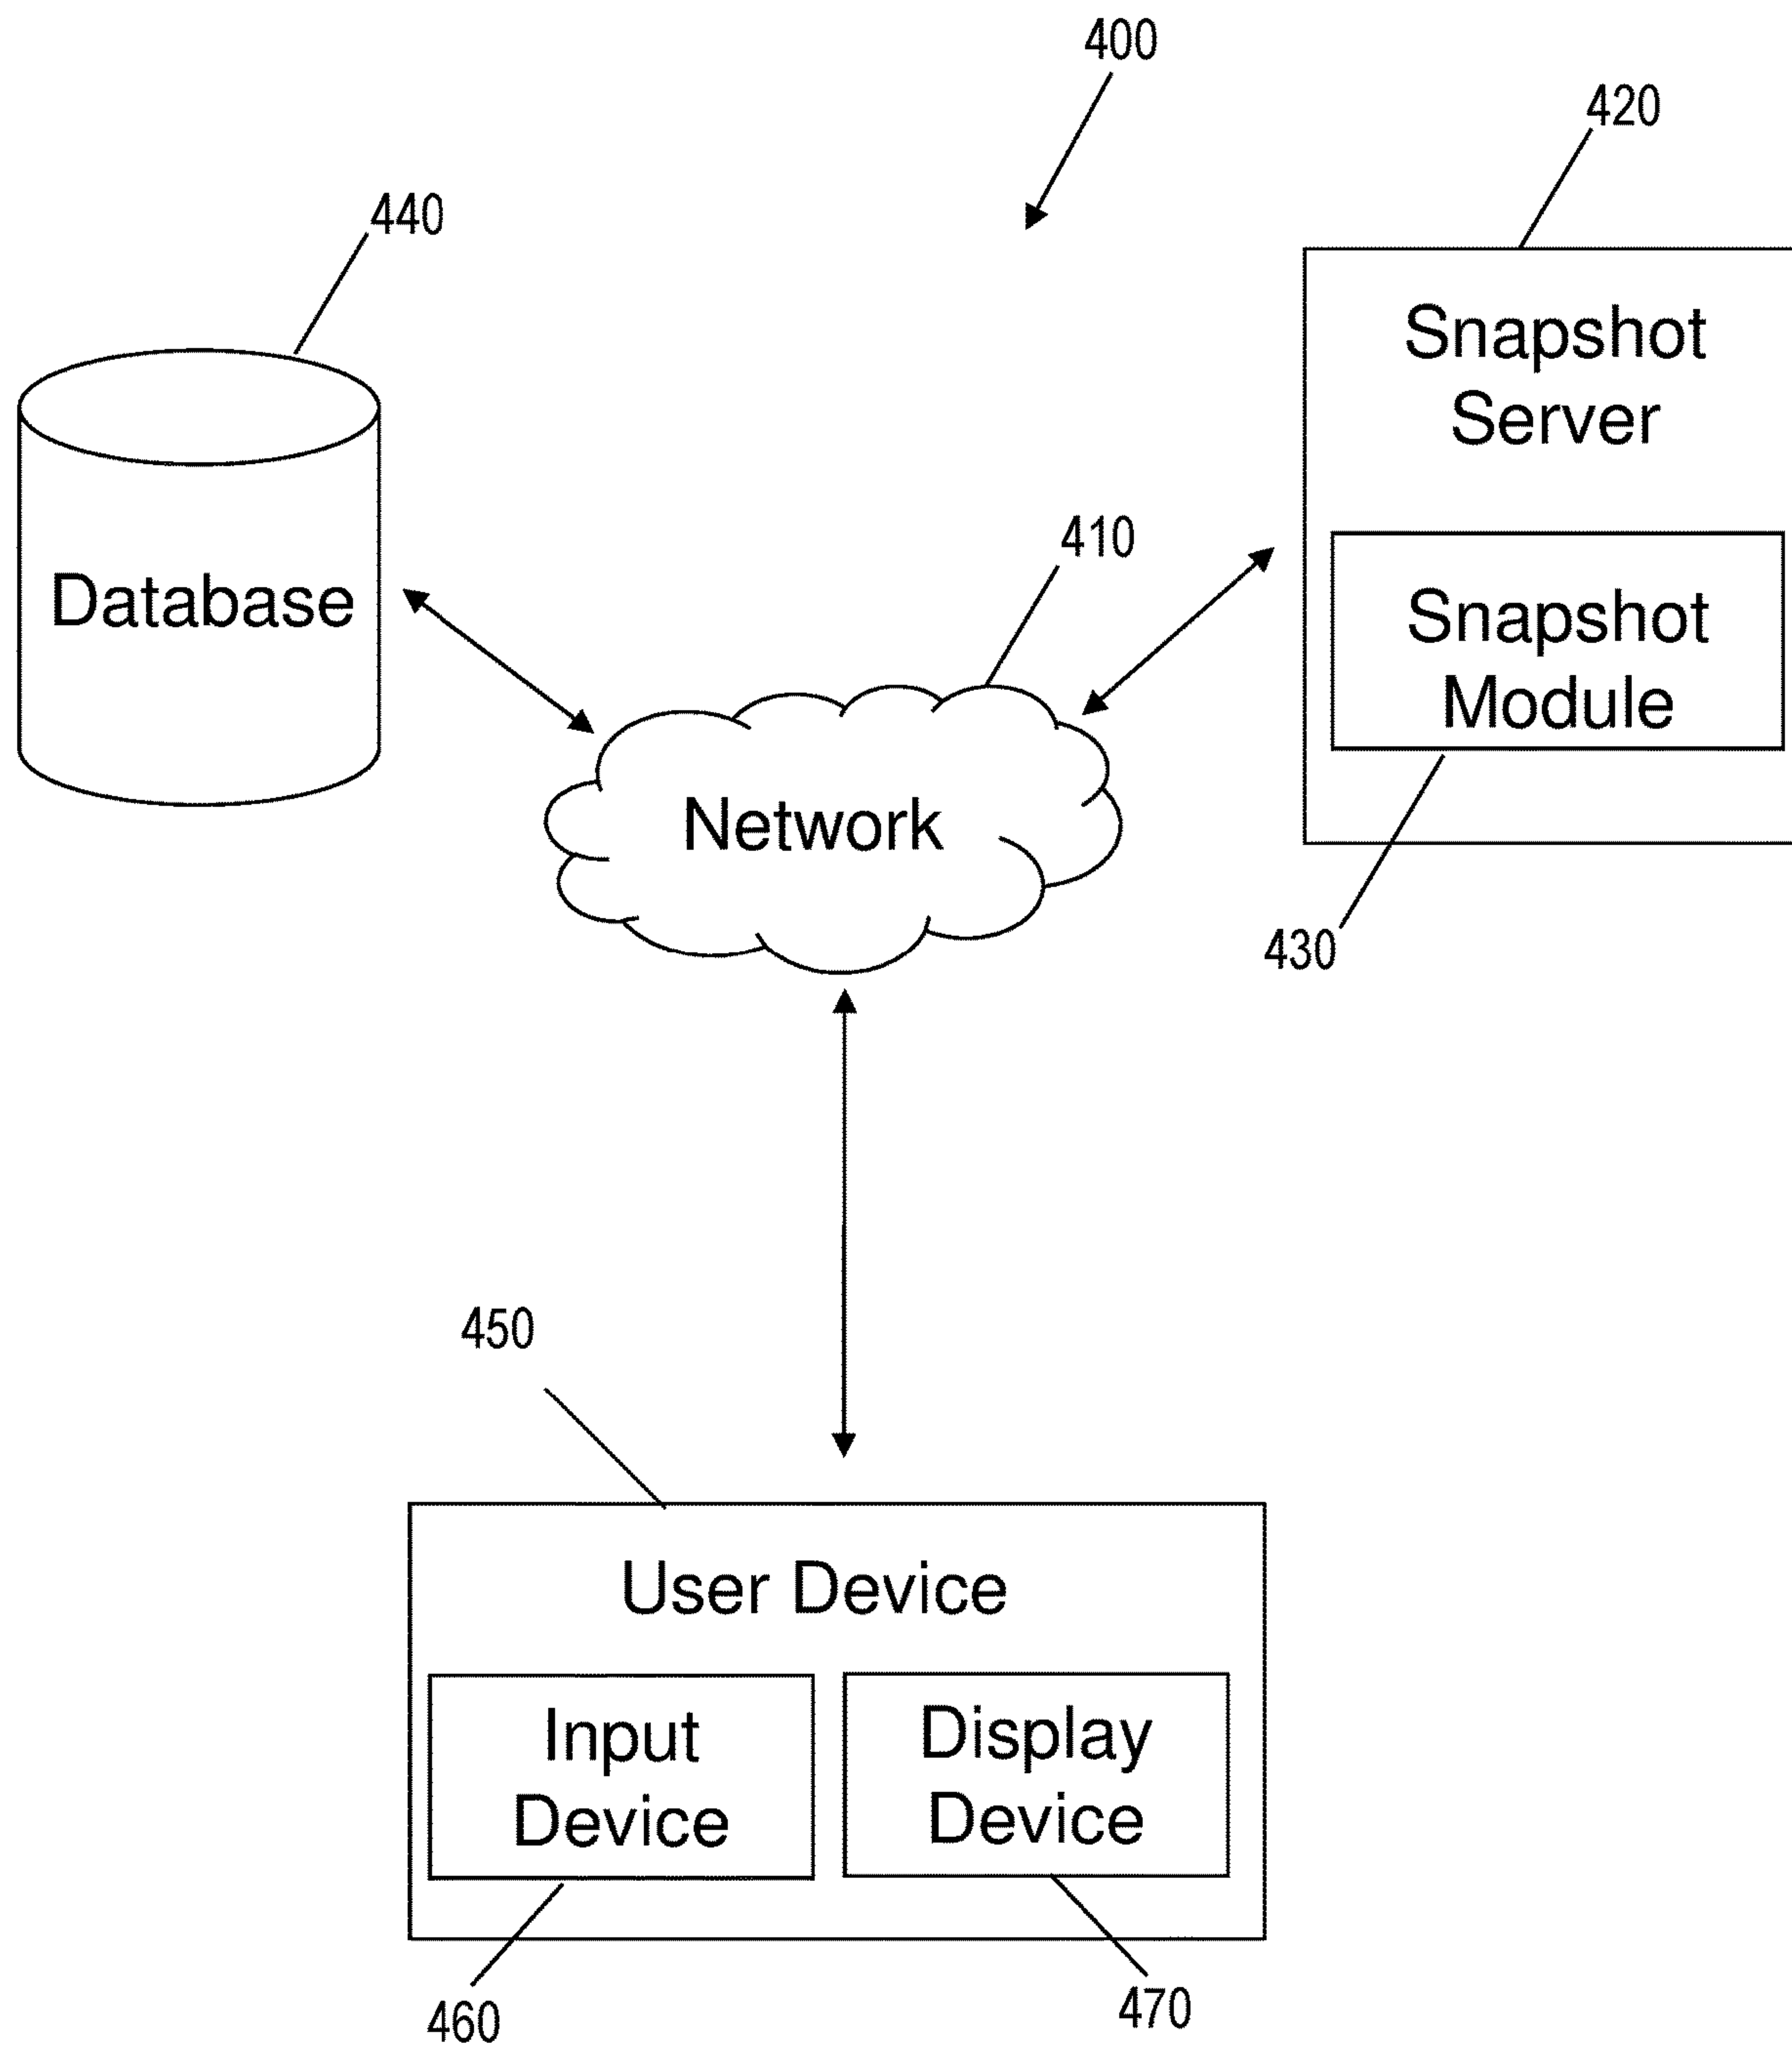 400
420
440
Snapshot
Server
410
Database
Snapshot
Module
Network
430
450
User Device
Input
Device
Display
Device
460
470